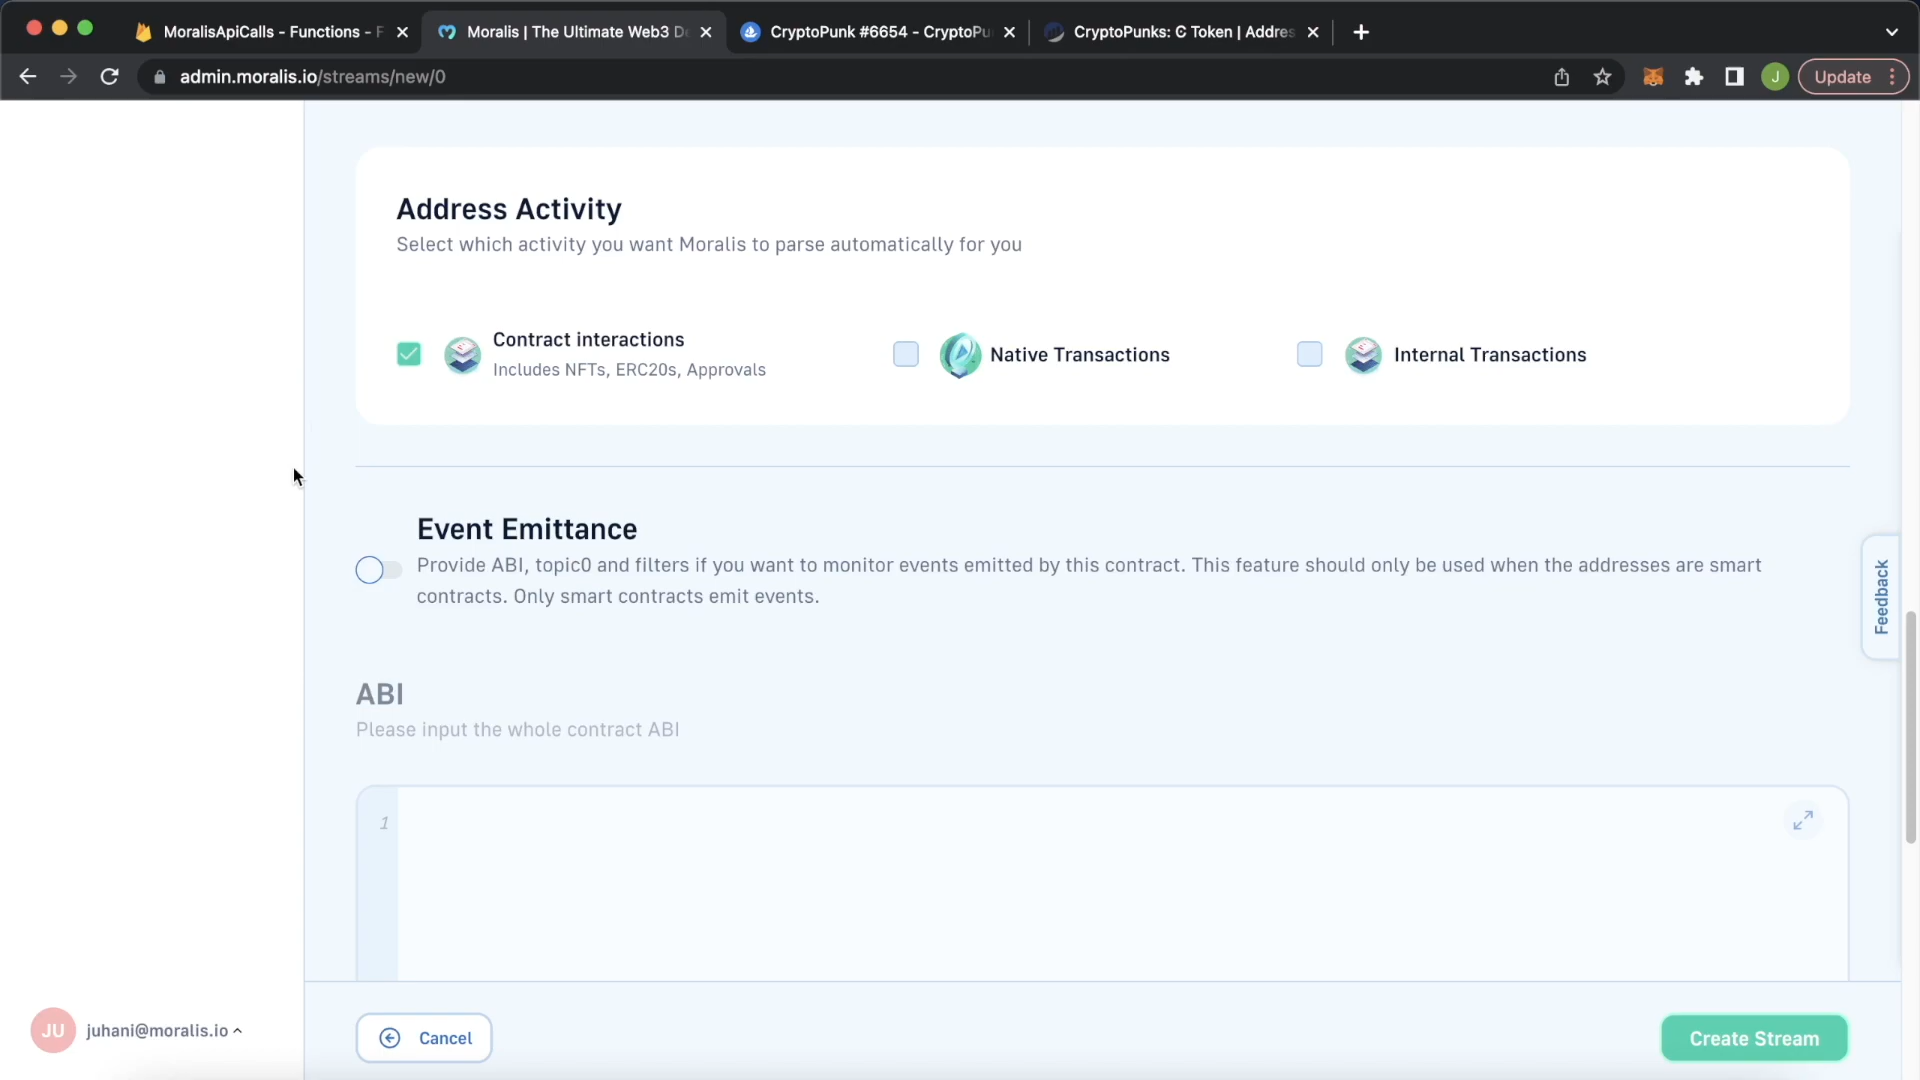 MoralisApiCalls - Functions - F
Moralis | The Ultimate Web3 De
CryptoPunk #6654 - CryptoPu
CryptoPunks: C Token | Addres
admin.moralis.io/streams/new/0
J
Update
Address Activity
Select which activity you want Moralis to parse automatically for you
Contract interactions
Includes NFTs, ERC20s, Approvals
Native Transactions
Internal Transactions
Event Emittance
Provide ABI, topic0 and filters if you want to monitor events emitted by this contract. This feature should only be used when the addresses are smart
contracts. Only smart contracts emit events.
Feedback
ABI
Please input the whole contract ABI
1
JU
juhani@moralis.io
Cancel
Create Stream